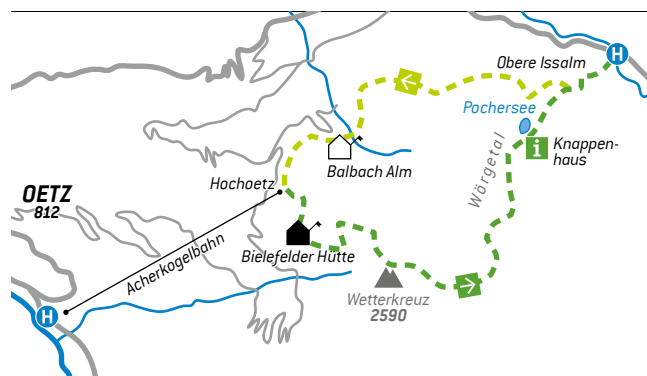 H
Obere Issalm
Pochersee
Knappen-
haus
i
Wörgetal
Balbach Alm
Hochoetz
OETZ
812
Acherkogelbahn
Bielefelder Hütte
Wetterkreuz
2590
H